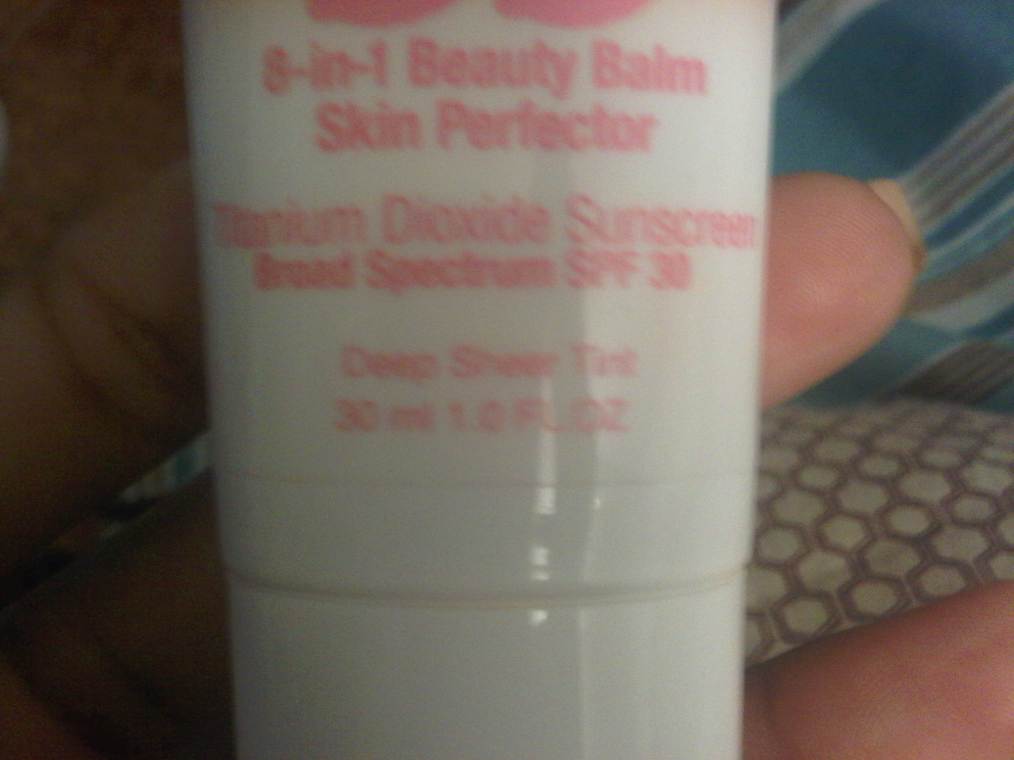 8-in-1 Beauty Balm
Skin Perfector
Titanium Dioxide Sunscreen
Broad Spectrum SPF 30
Deep Sheer Tint
30 ml 1.0 FL OZ